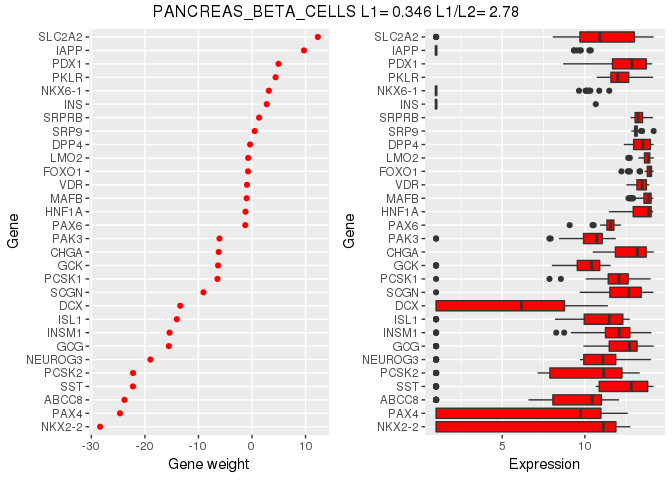 PANCREAS_BETA_CELLS L1= 0.346 L1/L2= 2.78
Gene
SLC2A2
IAPP
PDX1
PKLR
NKX6-1
INS
SRPRB
SRP9
DPP4
LMO2
FOXO1
VDR
MAFB
HNF1A
PAX6
PAK3
CHGA
GCK
PCSK1
SCGN
DCX
ISL1
INSM1
GCG
NEUROG3
PCSK2
SST
ABCC8
PAX4
NKX2-2
-30 -20 -10 0 10
Gene weight
Gene
SLC2A2
IAPP
PDX1
PKLR
NKX6-1
INS
SRPRB
SRP9
DPP4
LMO2
FOXO1
VDR
MAFB
HNF1A
PAX6
PAK3
CHGA
GCK
PCSK1
SCGN
DCX
ISL1
INSM1
GCG
NEUROG3
PCSK2
SST
ABCC8
PAX4
NKX2-2
5 10
Expression